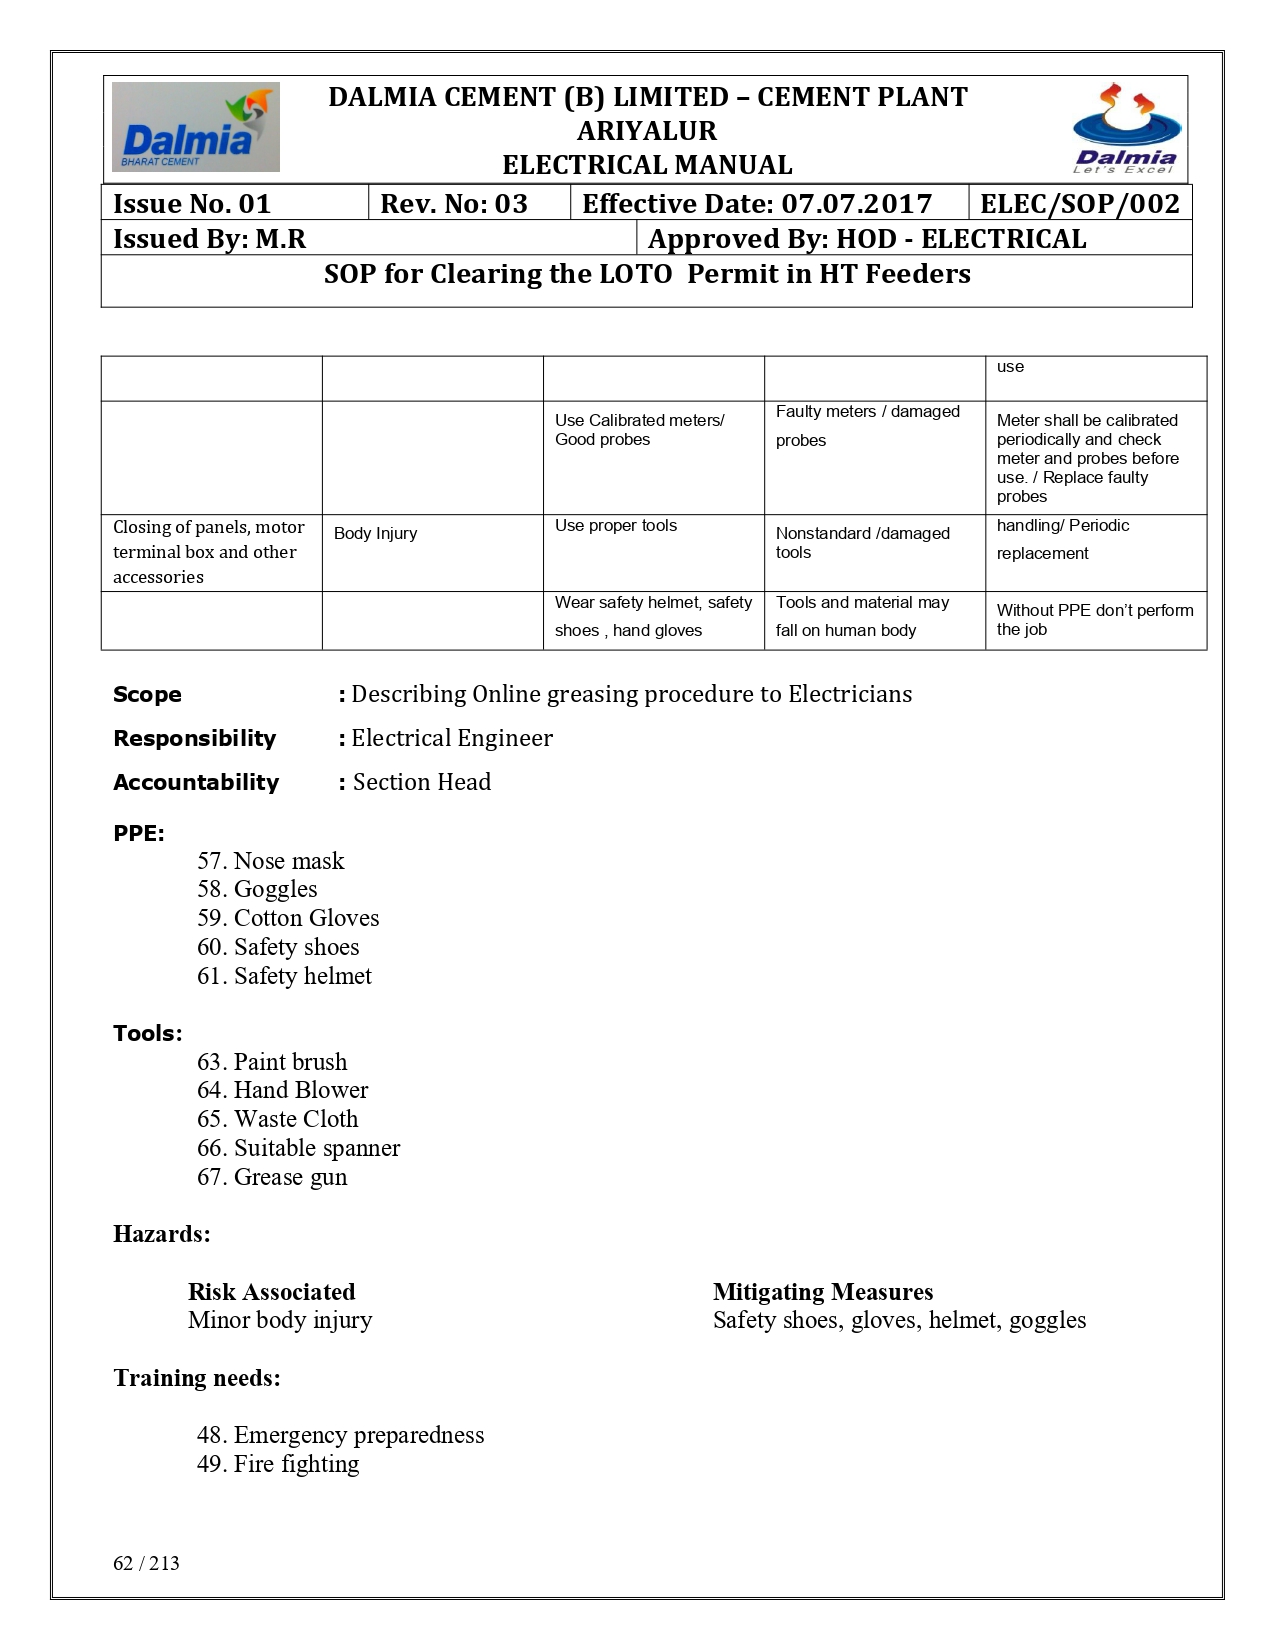 Dalmia
BHARAT CEMENT
DALMIA CEMENT (B) LIMITED – CEMENT PLANT
ARIYALUR
ELECTRICAL MANUAL
Dalmia
Let's Excel
Issue No. 01 Rev. No: 03 Effective Date: 07.07.2017 ELEC/SOP/002
Issued By: M.R Approved By: HOD - ELECTRICAL
SOP for Clearing the LOTO  Permit in HT Feeders
use
Use Calibrated meters/
Good probes
Faulty meters / damaged
probes
Meter shall be calibrated
periodically and check
meter and probes before
use. / Replace faulty
probes
Closing of panels, motor
terminal box and other
accessories
Body Injury
Use proper tools
Nonstandard /damaged
tools
handling/ Periodic
replacement
Wear safety helmet, safety
shoes , hand gloves
Tools and material may
fall on human body
Without PPE don’t perform
the job
Scope : Describing Online greasing procedure to Electricians
Responsibility : Electrical Engineer
Accountability : Section Head
PPE:
57. Nose mask
58. Goggles
59. Cotton Gloves
60. Safety shoes
61. Safety helmet
Tools:
63. Paint brush
64. Hand Blower
65. Waste Cloth
66. Suitable spanner
67. Grease gun
Hazards:
Risk Associated Mitigating Measures
Minor body injury Safety shoes, gloves, helmet, goggles
Training needs:
48. Emergency preparedness
49. Fire fighting
62 / 213